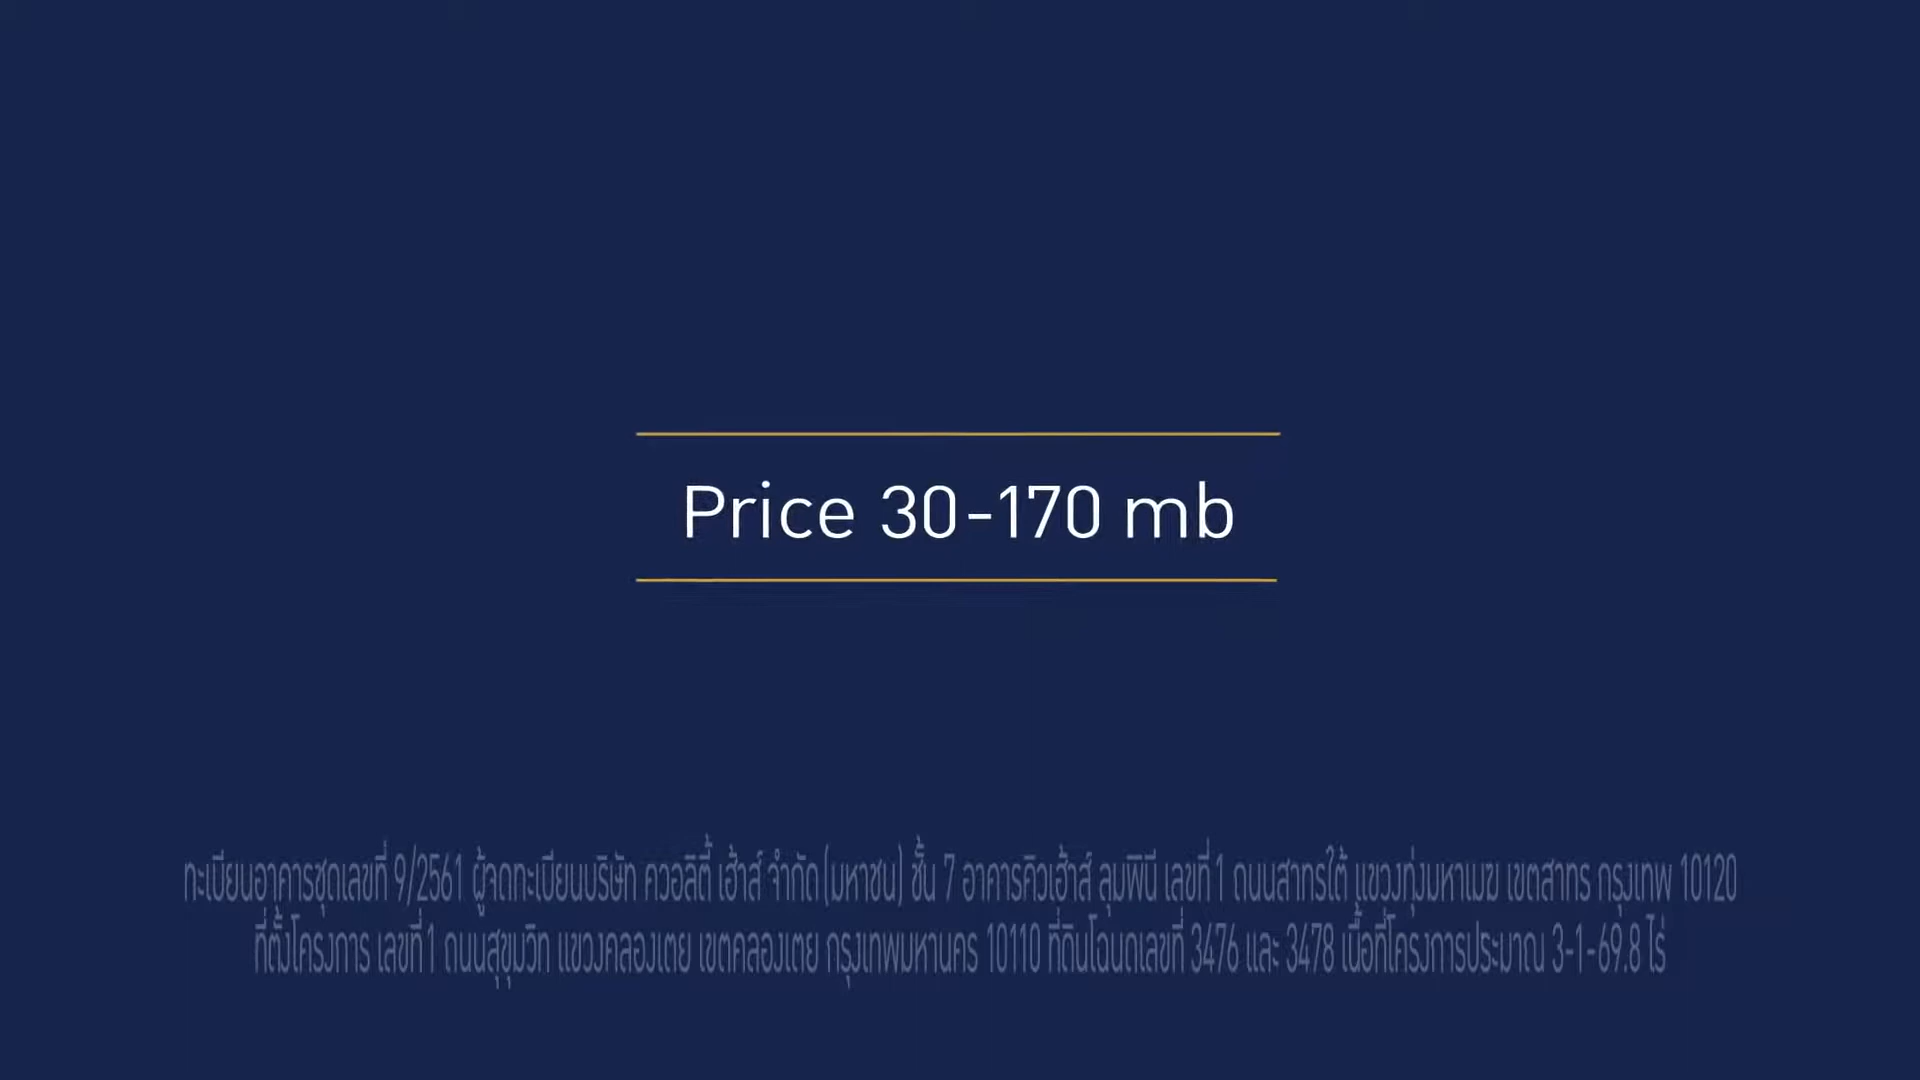 Price 30-170 mb
ทะเบียนอาคารชุดเลขที่ 9/2561 ผู้จดทะเบียนบริษัท ควอลิตี้ เฮ้าส์ จำกัด (มหาชน) ชั้น 7 อาคารคิวเฮ้าส์ ลุมพินี เลขที่ 1 ถนนสาทรใต้ แขวงทุ่งมหาเมฆ เขตสาทร กรุงเทพ 10120
ที่ตั้งโครงการ เลขที่ 1 ถนนสุขุมวิท แขวงคลองเตย เขตคลองเตย กรุงเทพมหานคร 10110 ที่ดินโฉนดเลขที่ 3476 และ 3478 เนื้อที่โครงการประมาณ 3-1-69.8 ไร่